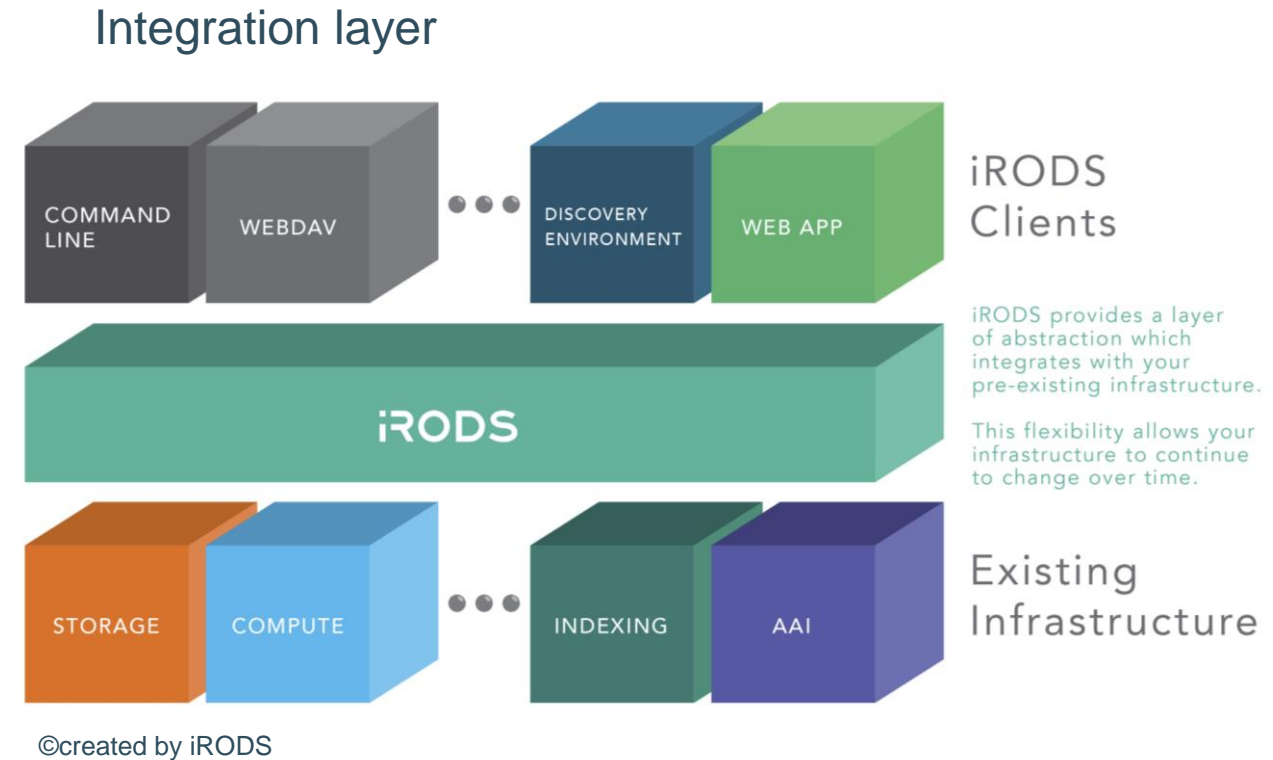 Integration layer
COMMAND
LINE
WEBDAV
DISCOVERY
ENVIRONMENT
WEB APP
iRODS
Clients
iRODS provides a layer
of abstraction which
integrates with your
pre-existing infrastructure.
This flexibility allows your
infrastructure to continue
to change over time.
iRODS
STORAGE
COMPUTE
INDEXING
AAI
Existing
Infrastructure
©created by iRODS